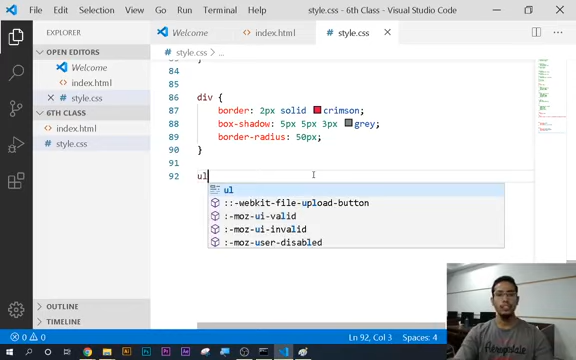 File Edit Selection View Go Run Terminal Help style.css - 6th Class - Visual Studio Code
EXPLORER
Welcome index.html style.css
style.css > ...
OPEN EDITORS
Welcome
index.html
style.css
6TH CLASS
index.html
style.css
84
85
86 div {
87 border: 2px solid crimson;
88 box-shadow: 5px 5px 3px grey;
89 border-radius: 50px;
90 }
91
92 ul
ul
::-webkit-file-upload-button
:-moz-ui-valid
:-moz-ui-invalid
:-moz-user-disabled
OUTLINE
TIMELINE
0 0 Ln 92, Col 3 Spaces: 4